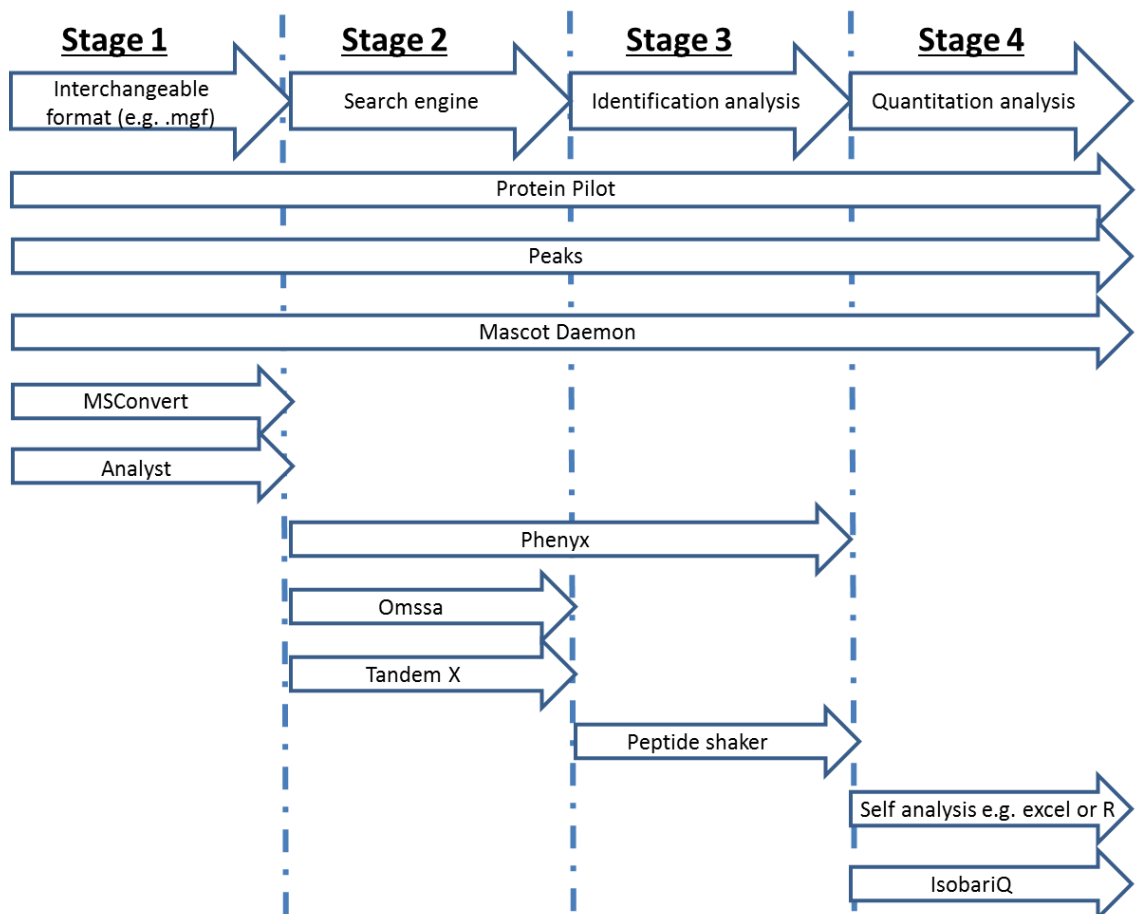 Stage 1
Stage 2
Stage 3
Stage 4
Interchangeable
format (e.g. .mgf)
Search engine
Identification analysis
Quantitation analysis
Protein Pilot
Peaks
Mascot Daemon
MSConvert
Analyst
Phenyx
Omssa
Tandem X
Peptide shaker
Self analysis e.g. excel or R
IsobariQ